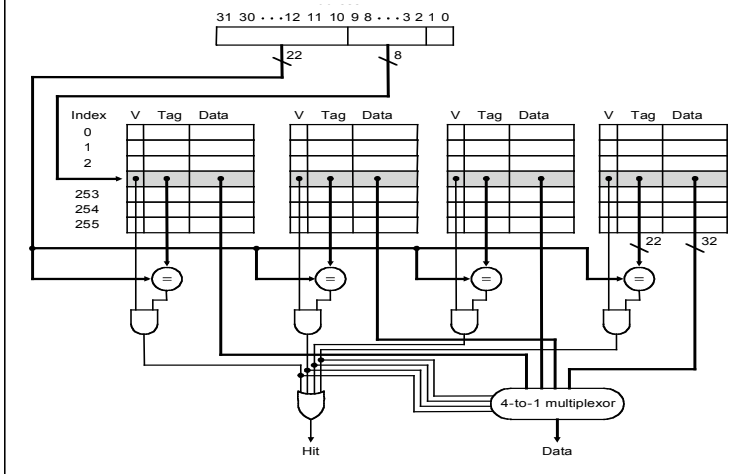 31 30 ··· 12 11 10 9 8 ··· 3 2 1 0
22
8
Index V Tag Data V Tag Data V Tag Data V Tag Data
0
1
2
253
254
255
22
32
= = = =
4-to-1 multiplexor
Hit
Data